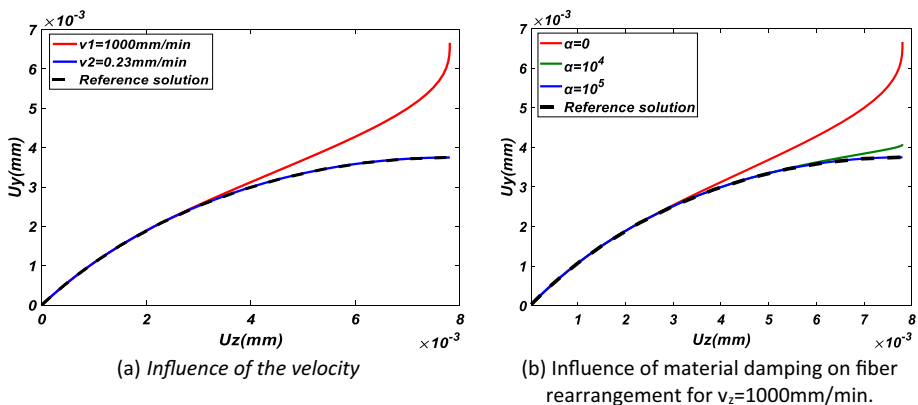 ×10⁻³
7
6
5
4
3
2
1
0
Uy(mm)
v1=1000mm/min
v2=0.23mm/min
Reference solution
0 2 4 6 8
Uz(mm)
×10⁻³
(a) Influence of the velocity
×10⁻³
7
6
5
4
3
2
1
0
Uy(mm)
α=0
α=10⁴
α=10⁵
Reference solution
1 2 3 4 5 6 7 8
Uz(mm)
×10⁻³
(b) Influence of material damping on fiber
rearrangement for v_z=1000mm/min.